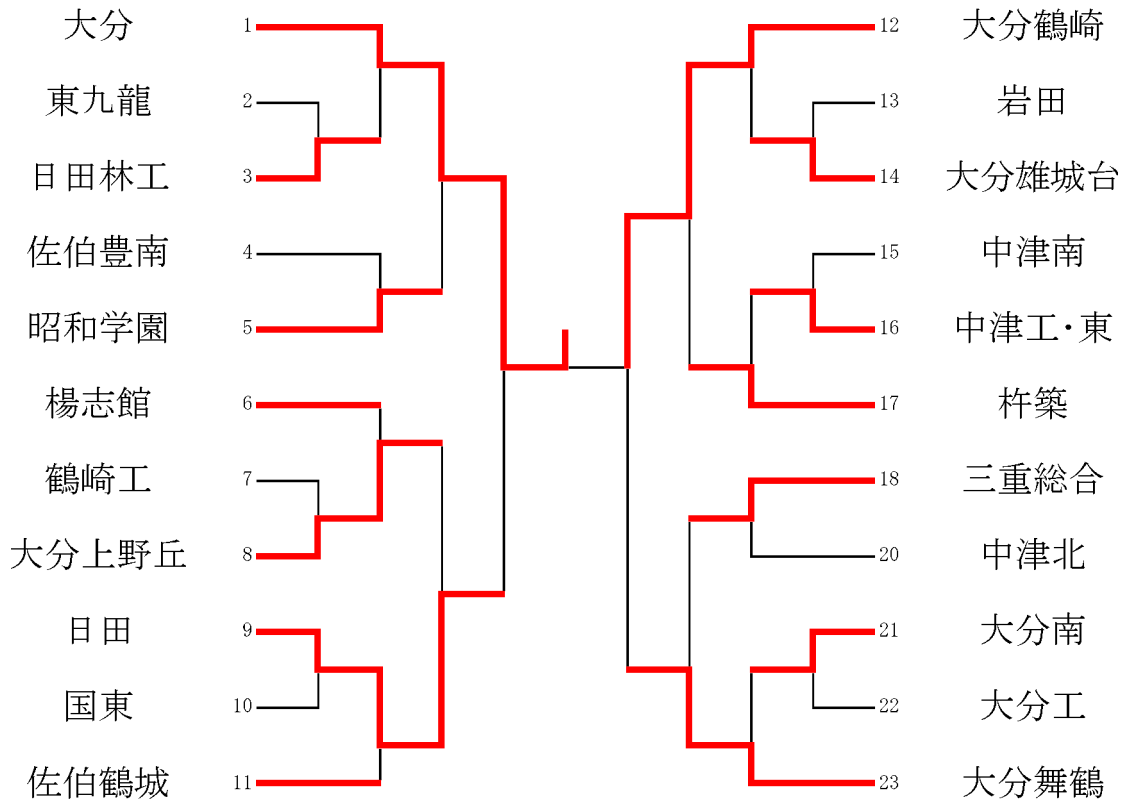 大分 1
東九龍 2
日田林工 3
佐伯豊南 4
昭和学園 5
楊志館 6
鶴崎工 7
大分上野丘 8
日田 9
国東 10
佐伯鶴城 11
12 大分鶴崎
13 岩田
14 大分雄城台
15 中津南
16 中津工・東
17 杵築
18 三重総合
20 中津北
21 大分南
22 大分工
23 大分舞鶴